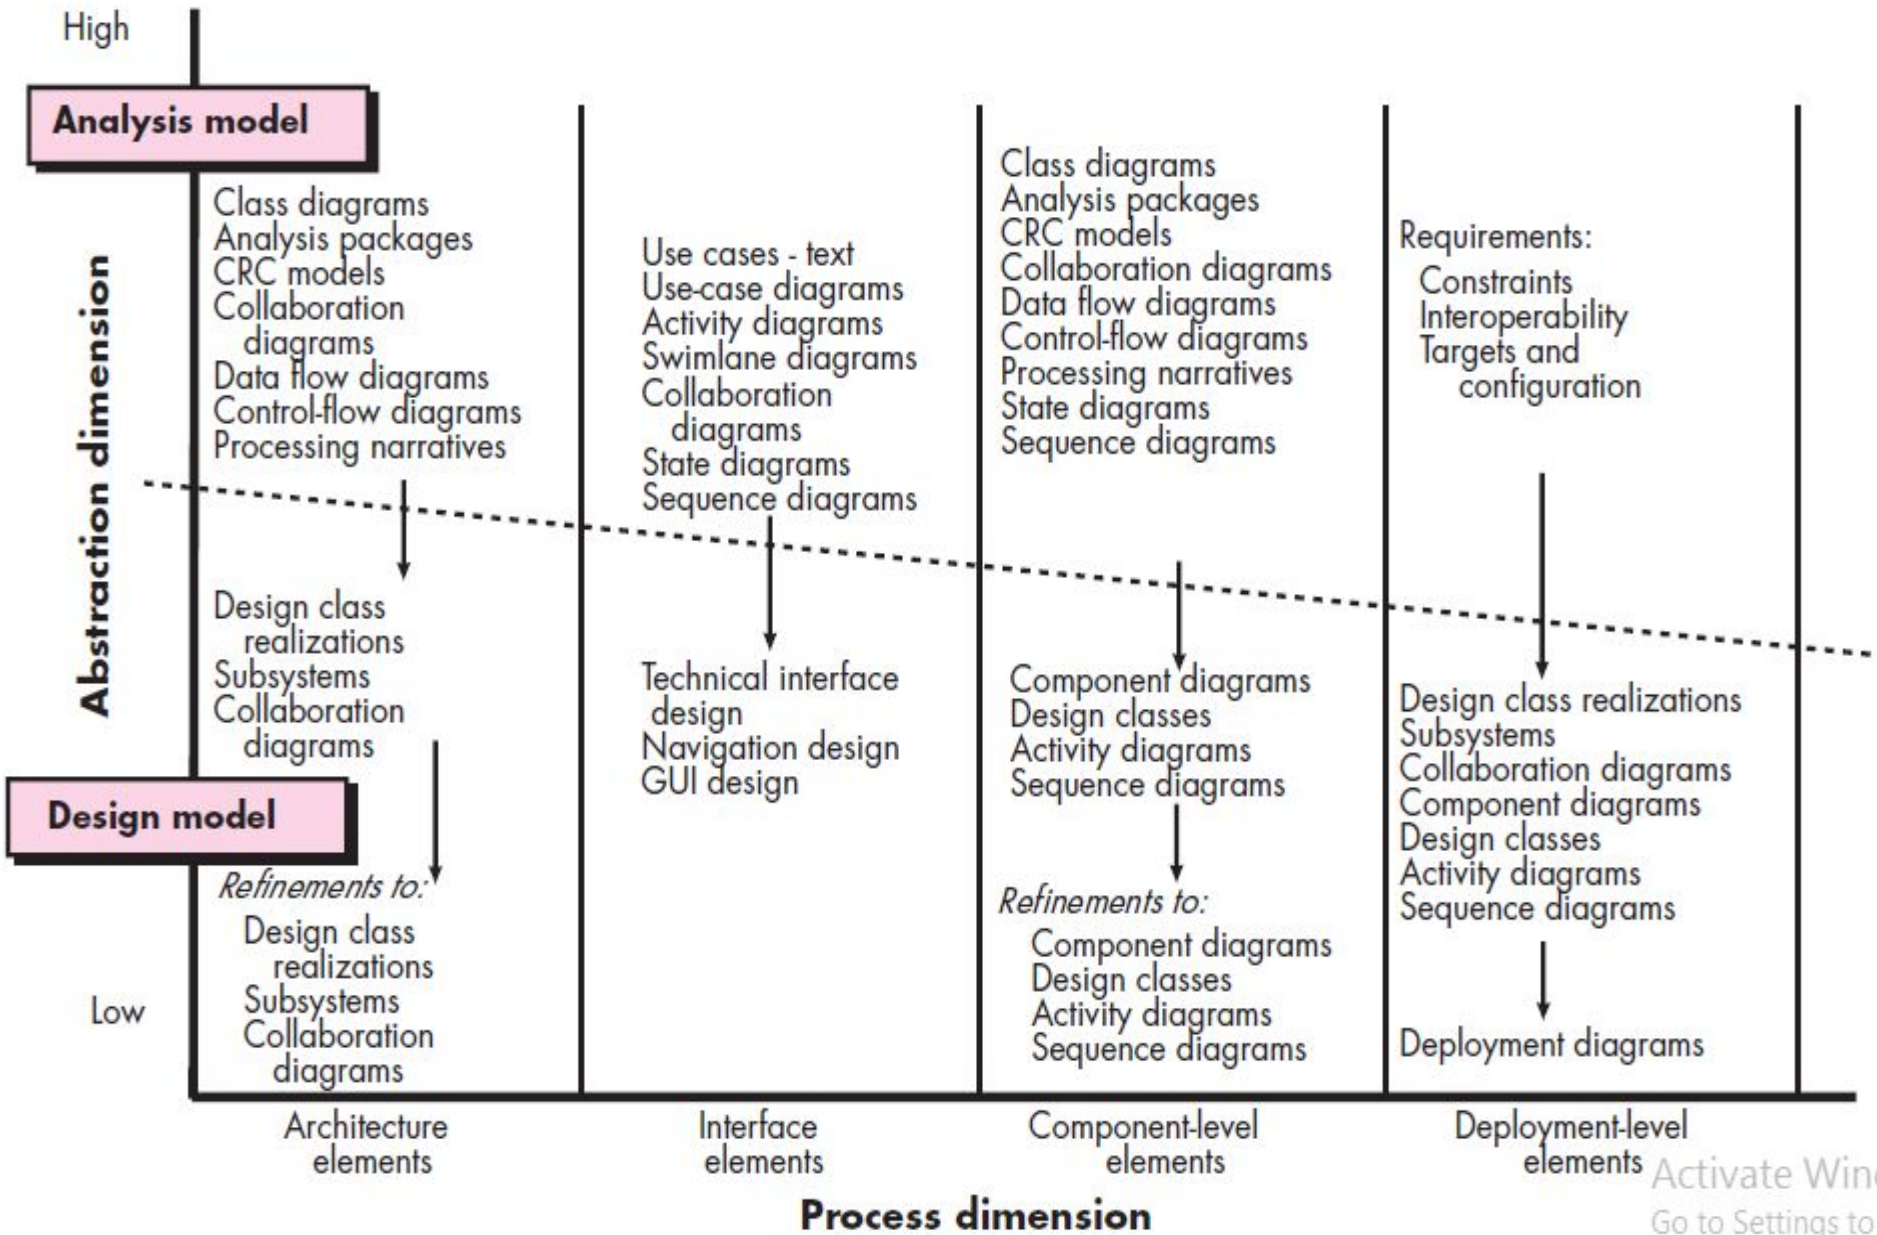 High
Analysis model
Abstraction dimension
Class diagrams
Analysis packages
CRC models
Collaboration
diagrams
Data flow diagrams
Control-flow diagrams
Processing narratives
Design class
realizations
Subsystems
Collaboration
diagrams
Design model
Refinements to:
Design class
realizations
Subsystems
Collaboration
diagrams
Low
Use cases - text
Use-case diagrams
Activity diagrams
Swimlane diagrams
Collaboration
diagrams
State diagrams
Sequence diagrams
Technical interface
design
Navigation design
GUI design
Class diagrams
Analysis packages
CRC models
Collaboration diagrams
Data flow diagrams
Control-flow diagrams
Processing narratives
State diagrams
Sequence diagrams
Component diagrams
Design classes
Activity diagrams
Sequence diagrams
Refinements to:
Component diagrams
Design classes
Activity diagrams
Sequence diagrams
Requirements:
Constraints
Interoperability
Targets and
configuration
Design class realizations
Subsystems
Collaboration diagrams
Component diagrams
Design classes
Activity diagrams
Sequence diagrams
Deployment diagrams
Architecture
elements
Interface
elements
Component-level
elements
Deployment-level
elements
Process dimension
Activate Win
Go to Settings to